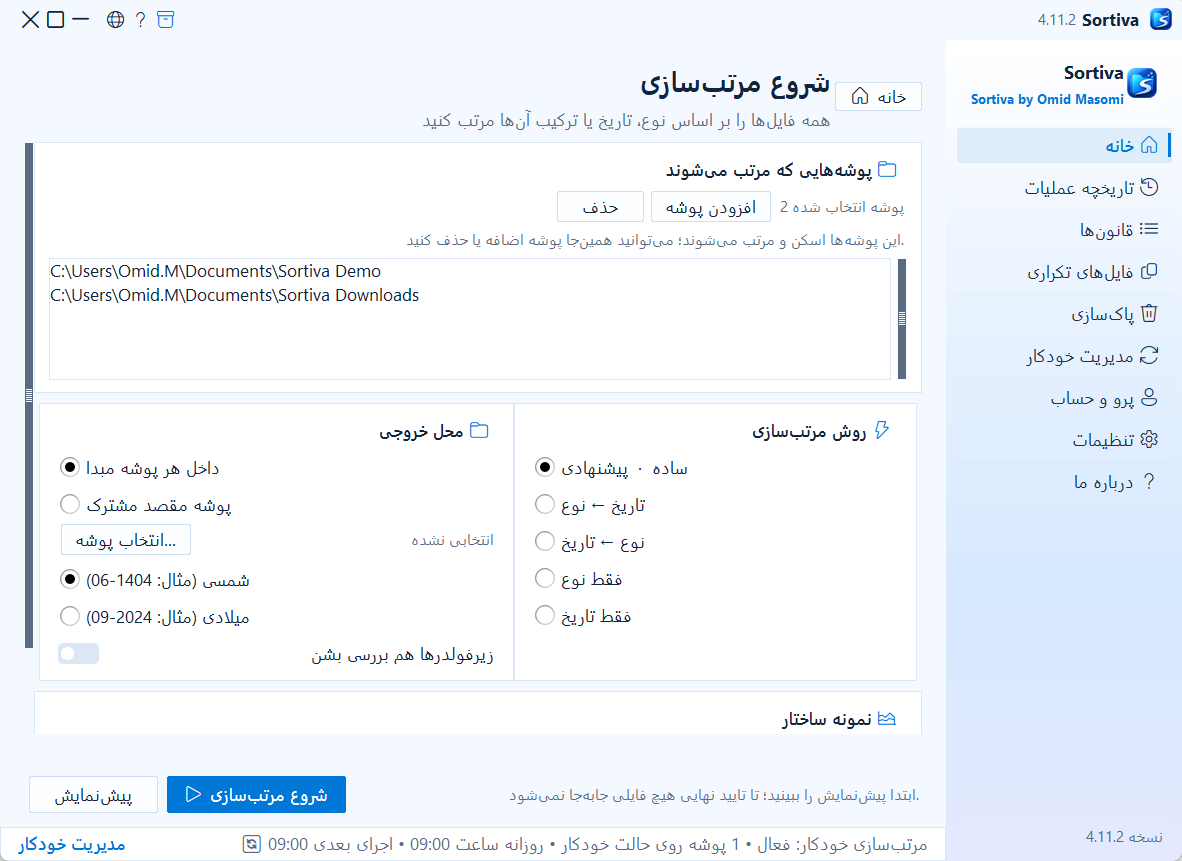 Sortiva 4.11.2
Sortiva
Sortiva by Omid Masomi
خانه
تاریخچه عملیات
قانون‌ها
فایل‌های تکراری
پاک‌سازی
مدیریت خودکار
پرو و حساب
تنظیمات
درباره ما
نسخه 4.11.2
خانه
شروع مرتب‌سازی
همه فایل‌ها را بر اساس نوع، تاریخ یا ترکیب آن‌ها مرتب کنید
پوشه‌هایی که مرتب می‌شوند
پوشه انتخاب شده 2
افزودن پوشه
حذف
.این پوشه‌ها اسکن و مرتب می‌شوند؛ می‌توانید همین‌جا پوشه اضافه یا حذف کنید
C:\Users\Omid.M\Documents\Sortiva Demo
C:\Users\Omid.M\Documents\Sortiva Downloads
روش مرتب‌سازی
ساده · پیشنهادی
تاریخ ← نوع
نوع ← تاریخ
فقط نوع
فقط تاریخ
محل خروجی
داخل هر پوشه مبدا
پوشه مقصد مشترک
انتخابی نشده
...انتخاب پوشه
شمسی (مثال: 1404-06)
میلادی (مثال: 2024-09)
زیرفولدرها هم بررسی بشن
نمونه ساختار
.ابتدا پیش‌نمایش را ببینید؛ تا تایید نهایی هیچ فایلی جابه‌جا نمی‌شود
شروع مرتب‌سازی
پیش‌نمایش
مرتب‌سازی خودکار: فعال • 1 پوشه روی حالت خودکار • روزانه ساعت 09:00 • اجرای بعدی 09:00
مدیریت خودکار